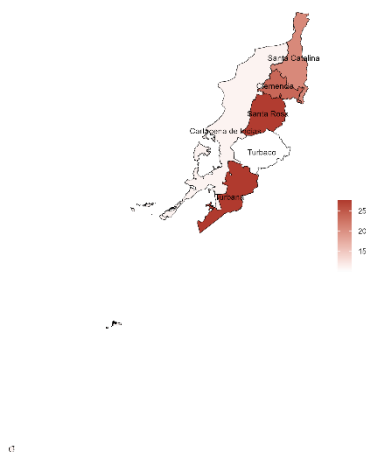 Santa Catalina
Clemencia
Santa Rosa
Cartagena de Indias
Turbaco
Turbana
25
20
15